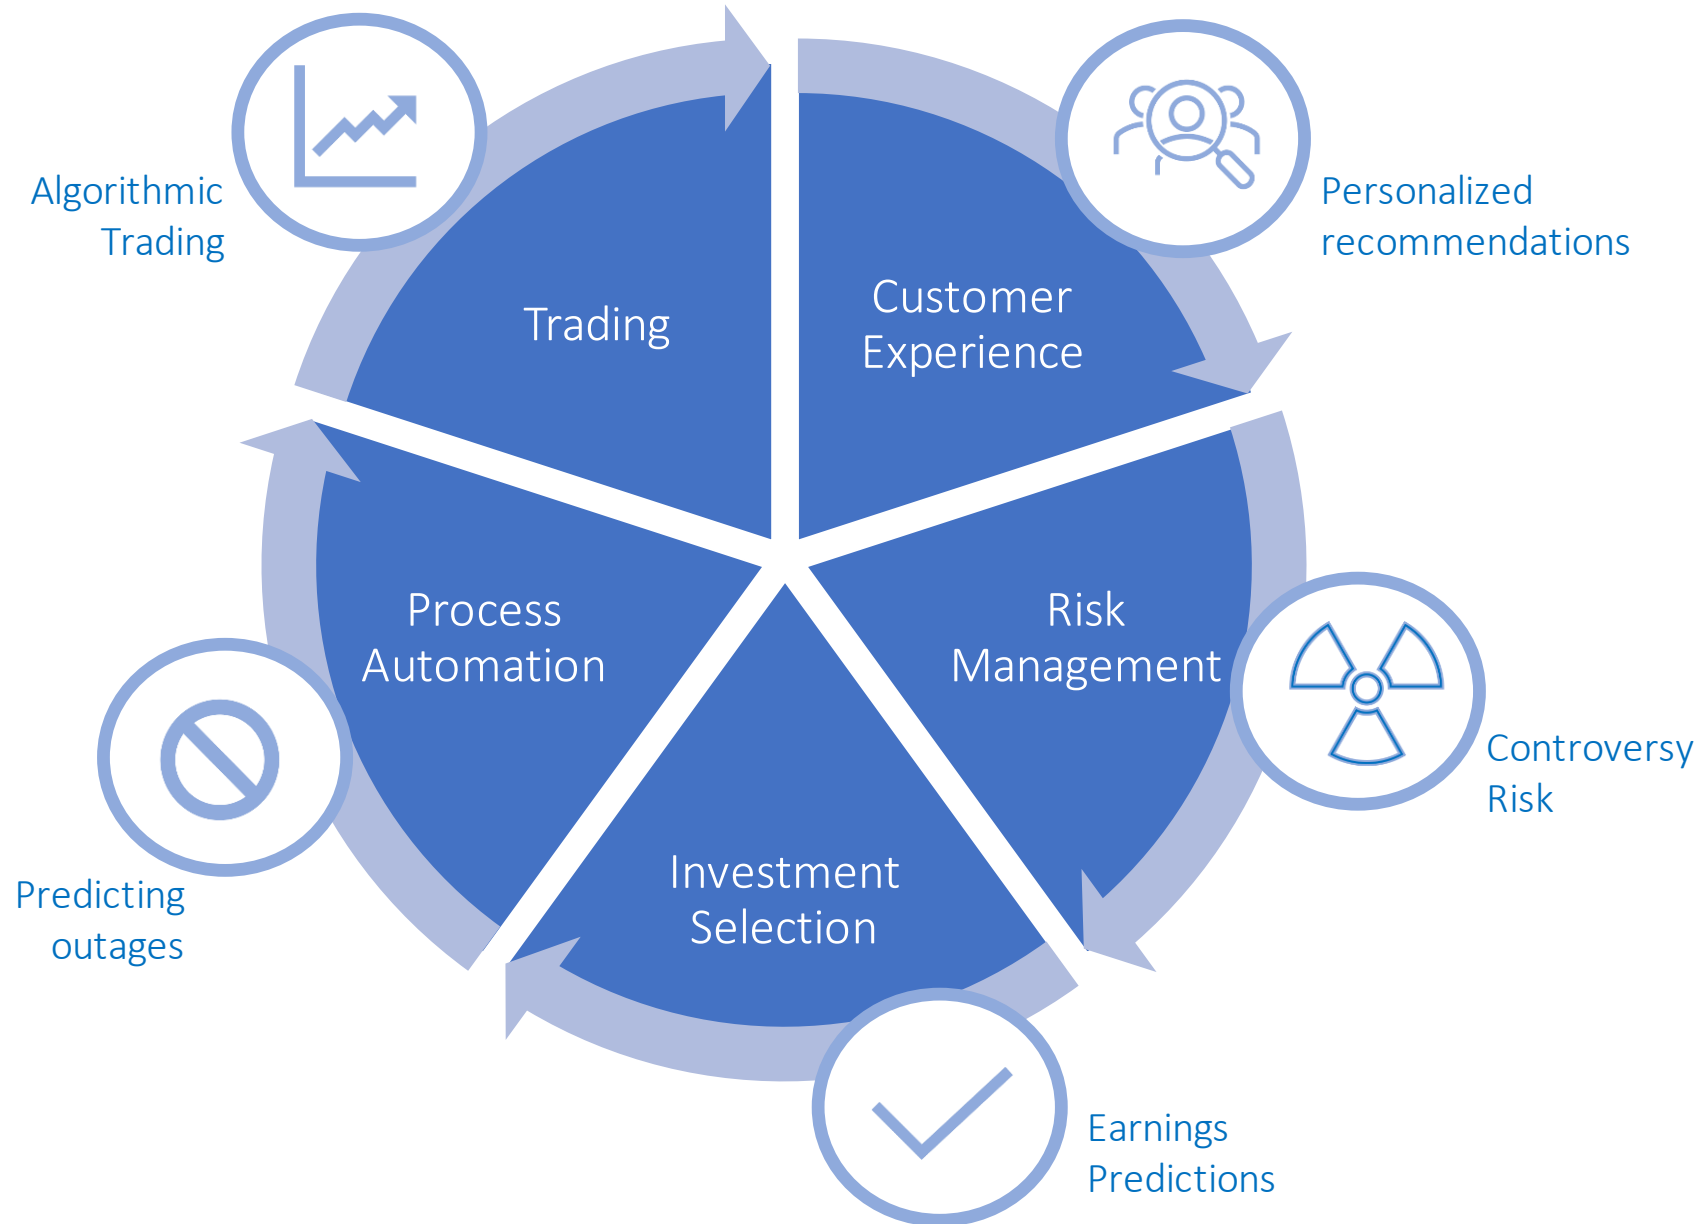 Algorithmic
Trading
Personalized
recommendations
Trading
Customer
Experience
Process
Automation
Risk
Management
Controversy
Risk
Investment
Selection
Predicting
outages
Earnings
Predictions